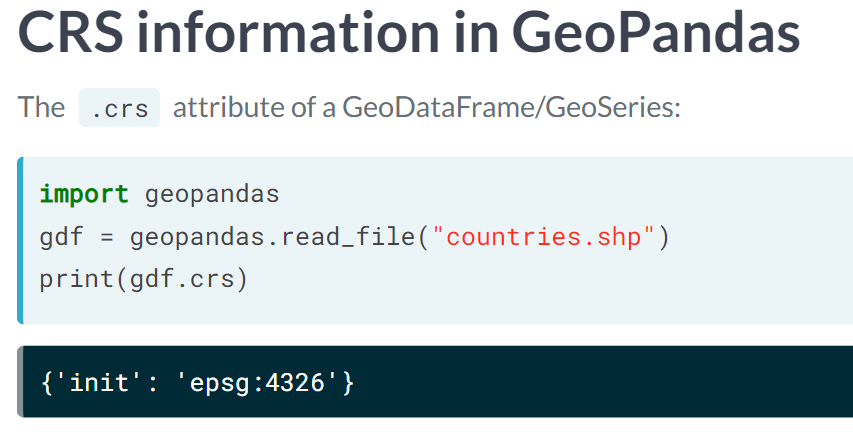 CRS information in GeoPandas
The .crs attribute of a GeoDataFrame/GeoSeries:
import geopandas
gdf = geopandas.read_file("countries.shp")
print(gdf.crs)
{'init': 'epsg:4326'}